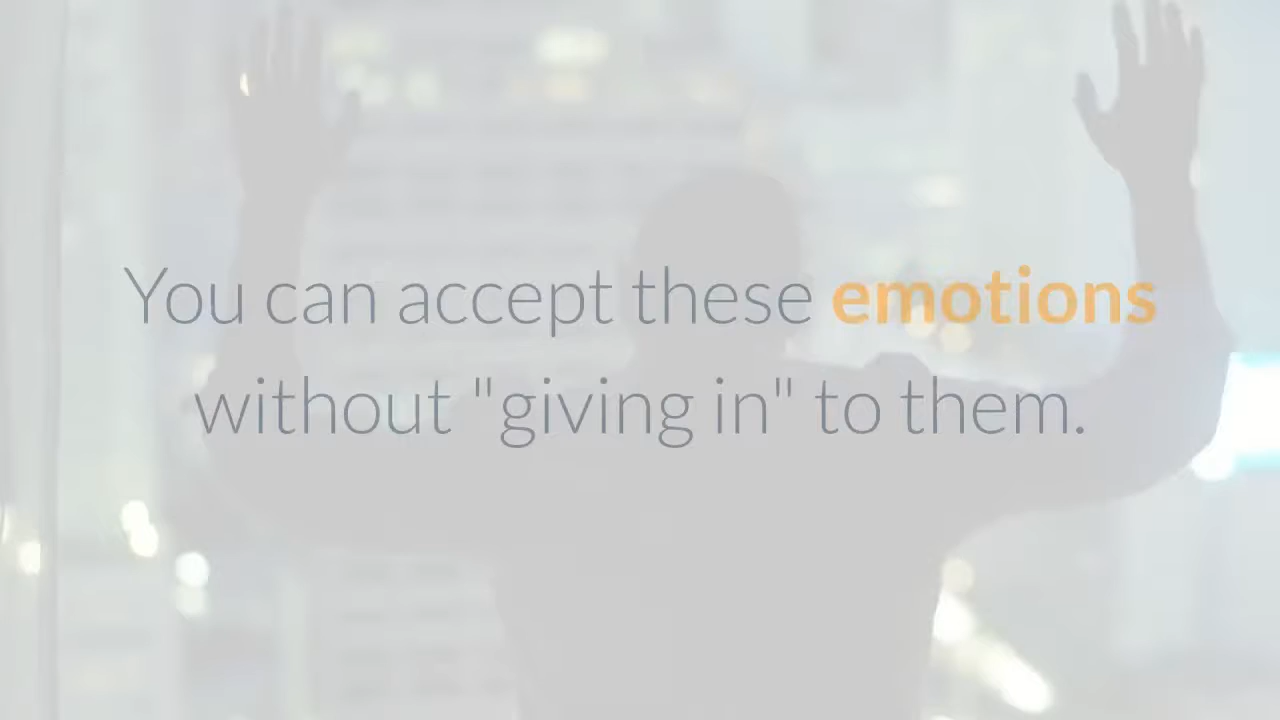 You can accept these emotions
without "giving in" to them.